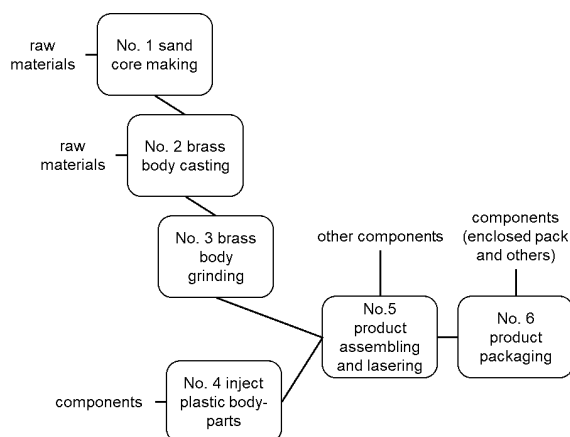 raw
materials
No. 1 sand
core making
raw
materials
No. 2 brass
body casting
No. 3 brass
body
grinding
other components
components
(enclosed pack
and others)
No.5
product
assembling
and lasering
No. 6
product
packaging
components
No. 4 inject
plastic body-
parts